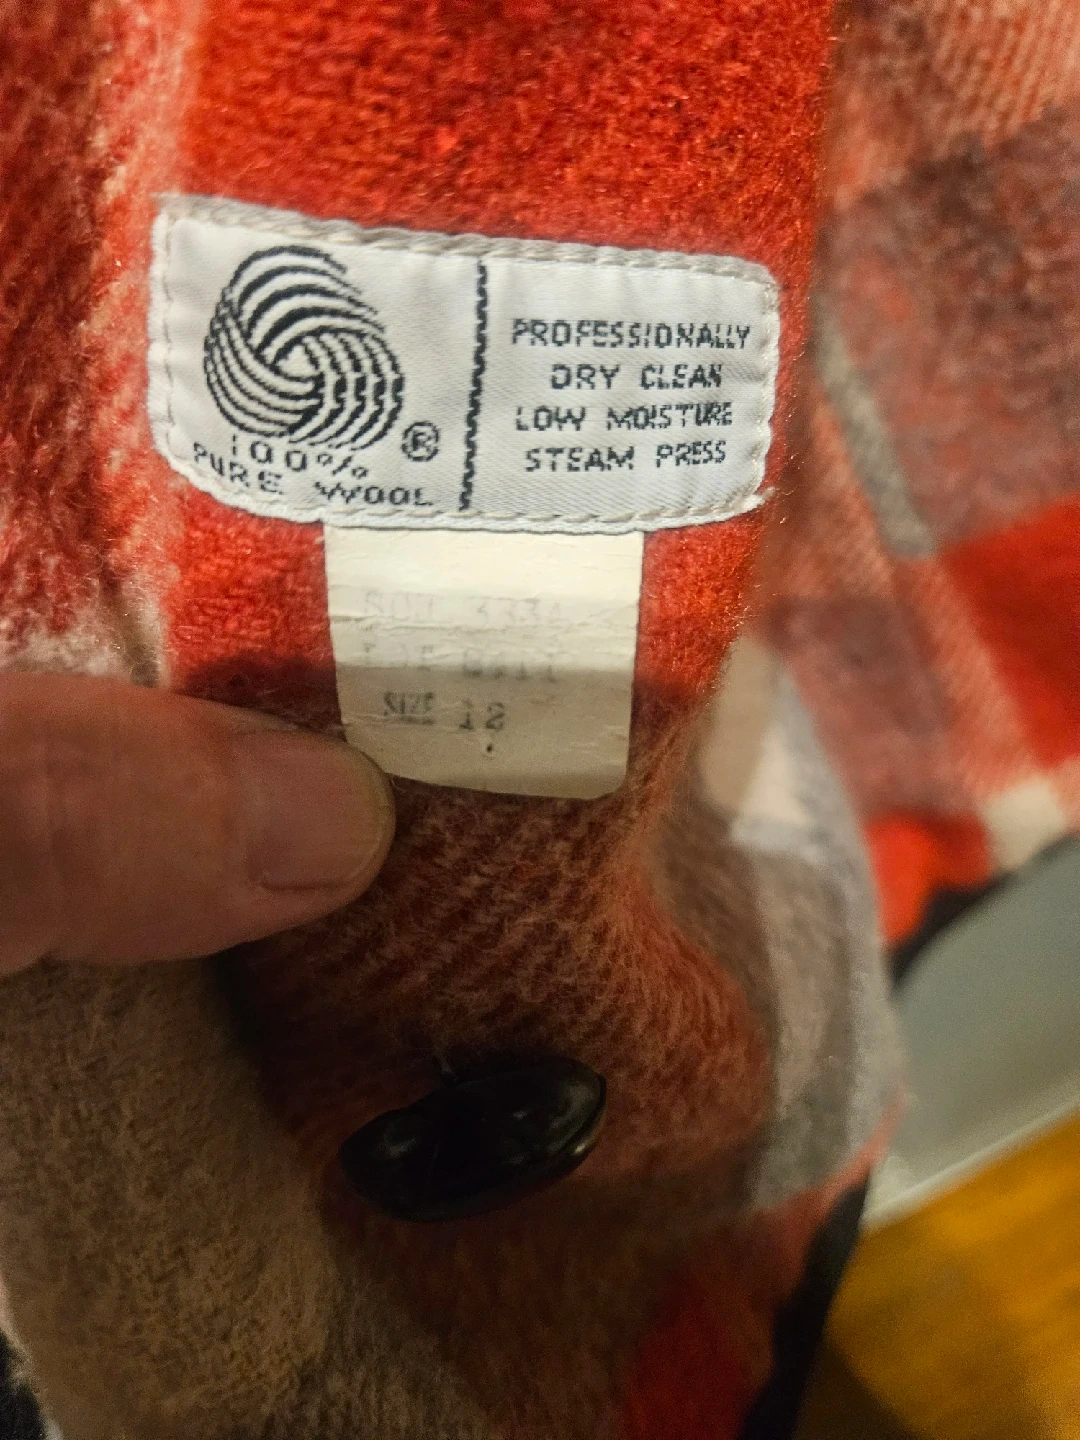 100%
PURE WOOL
®
PROFESSIONALLY
DRY CLEAN
LOW MOISTURE
STEAM PRESS
SIZE 12